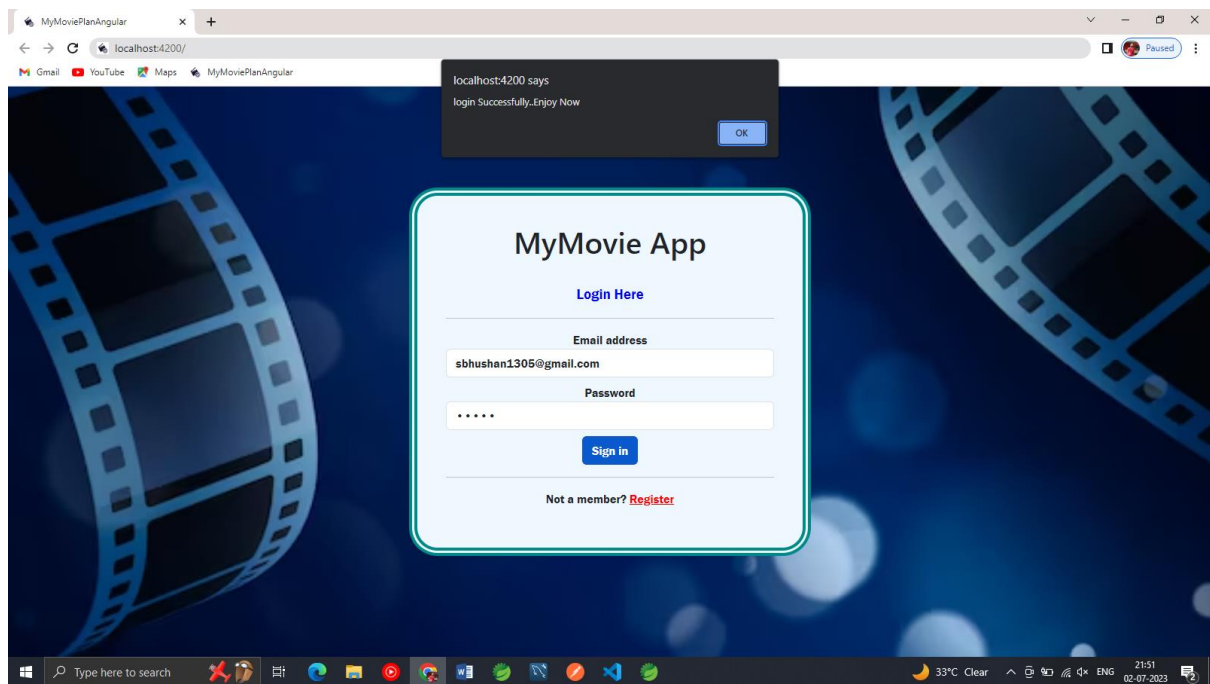 MyMoviePlanAngular
localhost:4200/
Paused
Gmail YouTube Maps MyMoviePlanAngular
localhost:4200 says
login Successfully..Enjoy Now
OK
MyMovie App
Login Here
Email address
sbhushan1305@gmail.com
Password
Sign in
Not a member? Register
Type here to search
33°C Clear
ENG
21:51
02-07-2023
2